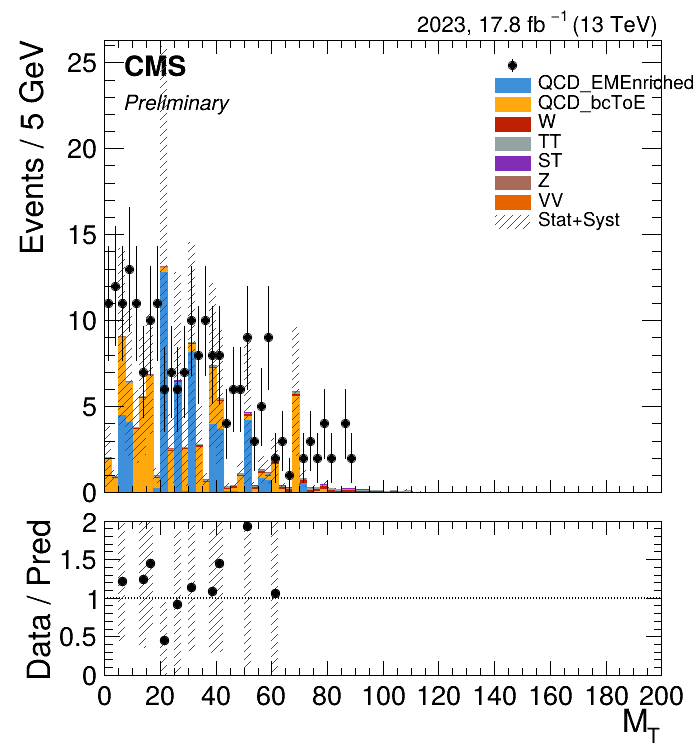 2023, 17.8 fb⁻¹ (13 TeV)
CMS
Preliminary
Events / 5 GeV
25
20
15
10
5
0
QCD_EMEnriched
QCD_bcToE
W
TT
ST
Z
VV
Stat+Syst
Data / Pred
2
1.5
1
0.5
0
0 20 40 60 80 100 120 140 160 180 200
M_T